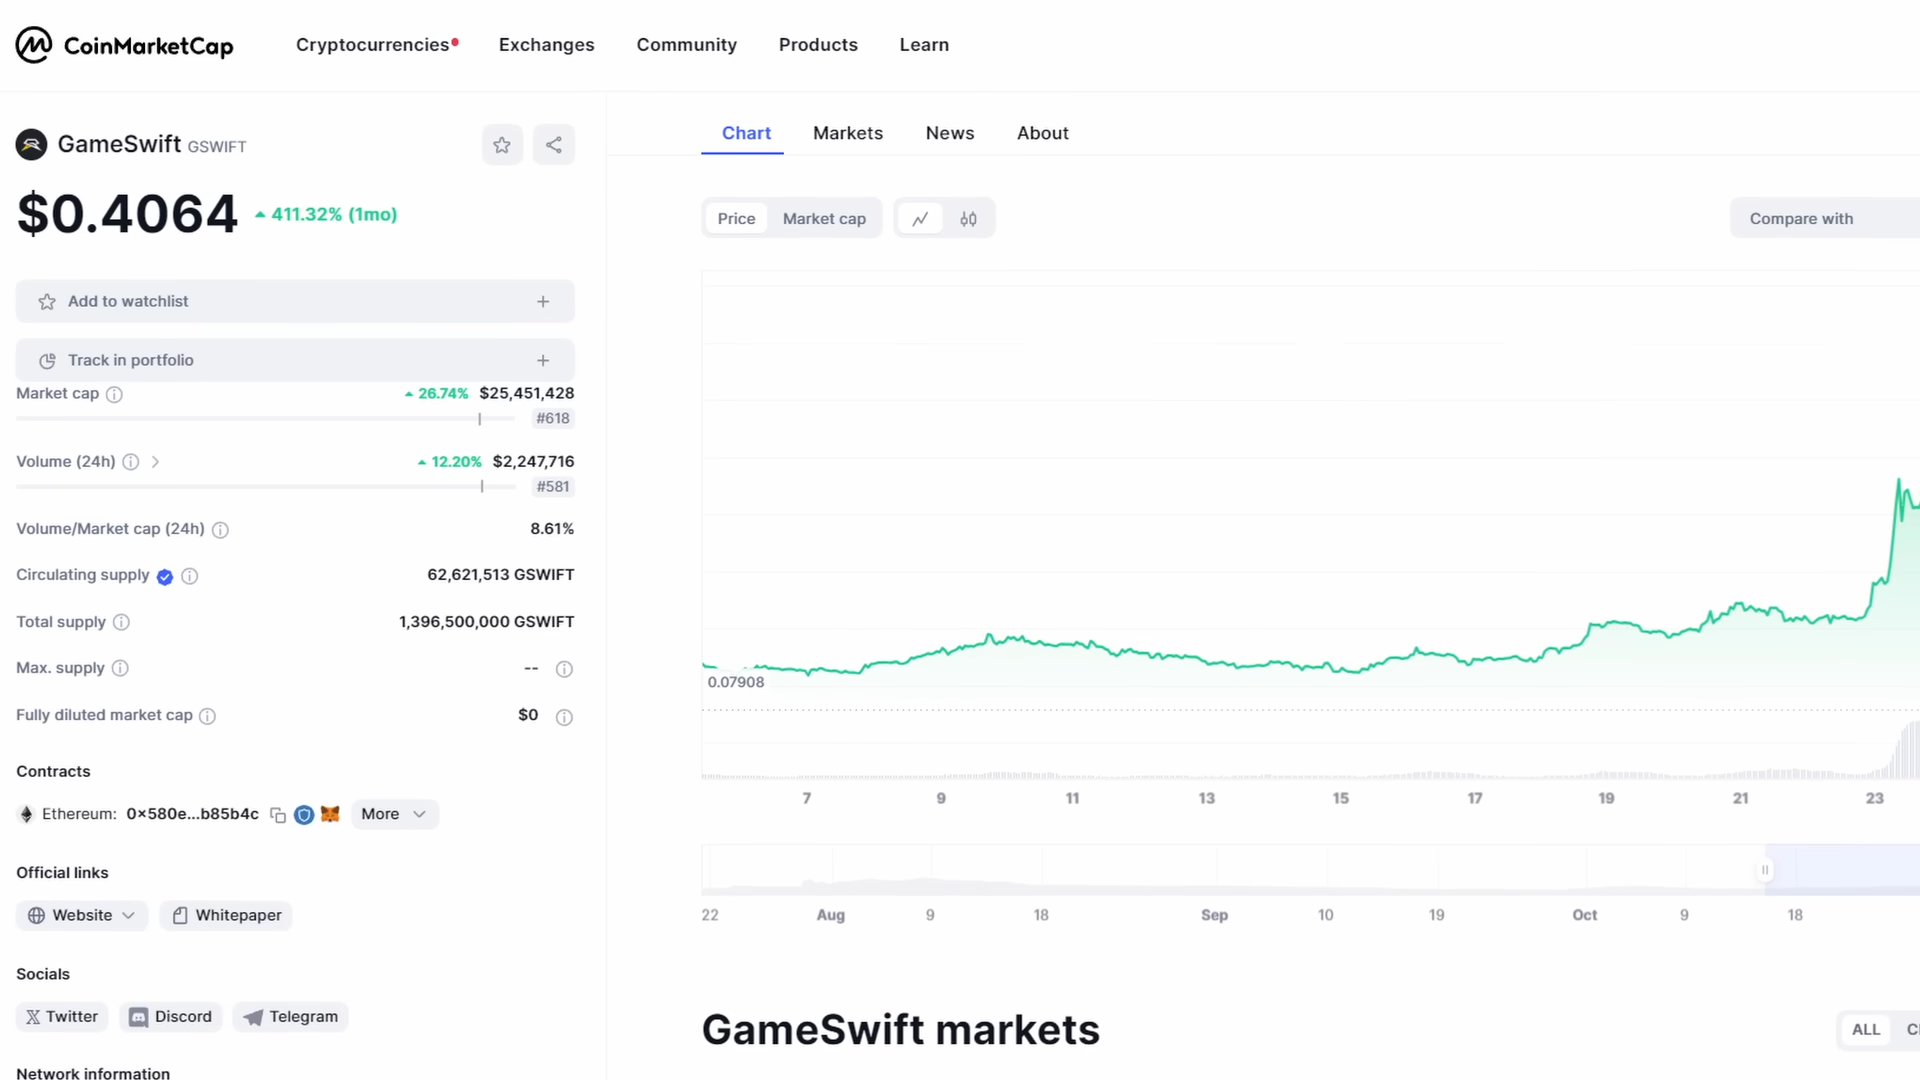 CoinMarketCap Cryptocurrencies Exchanges Community Products Learn
GameSwift GSWIFT
$0.4064 411.32% (1mo)
Add to watchlist
Track in portfolio
Market cap 26.74% $25,451,428
#618
Volume (24h) 12.20% $2,247,716
#581
Volume/Market cap (24h) 8.61%
Circulating supply 62,621,513 GSWIFT
Total supply 1,396,500,000 GSWIFT
Max. supply --
Fully diluted market cap $0
Contracts
Ethereum: 0x580e...b85b4c More
Official links
Website Whitepaper
Socials
Twitter Discord Telegram
Network information
Chart Markets News About
Price Market cap Compare with
0.07908
7 9 11 13 15 17 19 21 23
22 Aug 9 18 Sep 10 19 Oct 9 18
GameSwift markets ALL